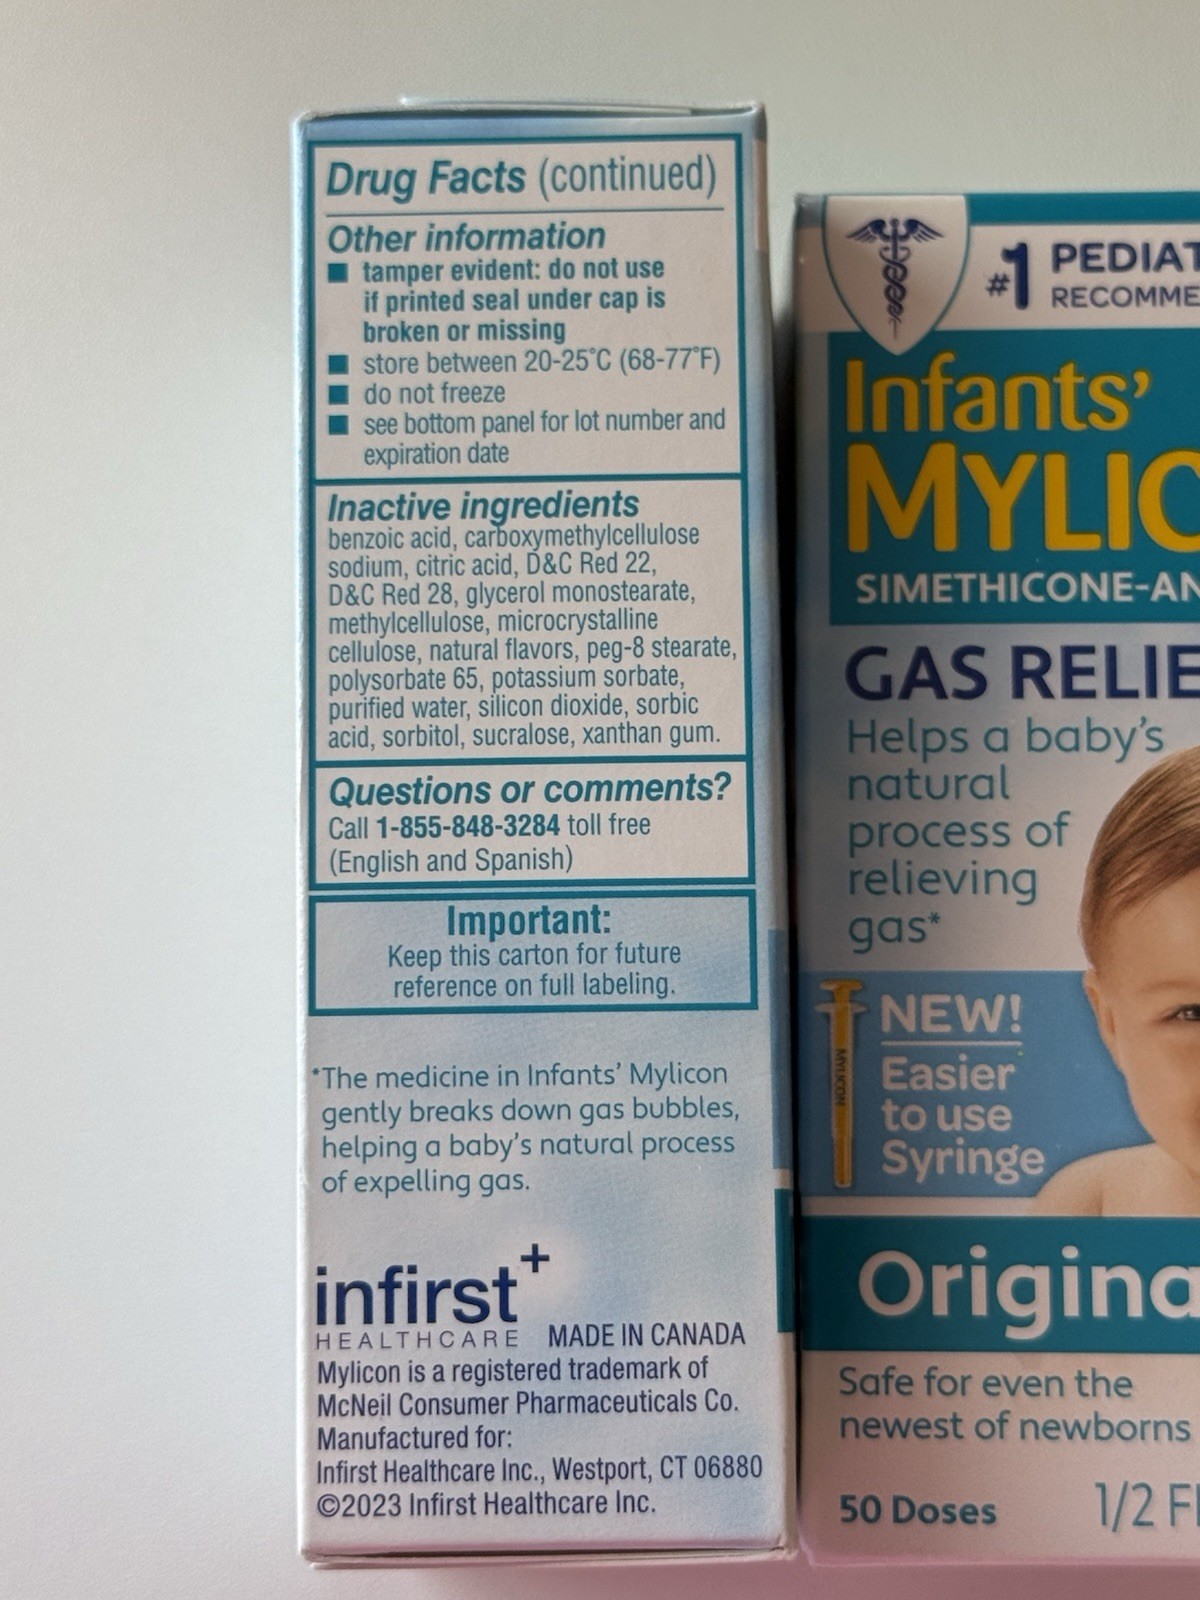 Drug Facts (continued)
Other information
■ tamper evident: do not use
if printed seal under cap is
broken or missing
■ store between 20-25°C (68-77°F)
■ do not freeze
■ see bottom panel for lot number and
expiration date
Inactive ingredients
benzoic acid, carboxymethylcellulose
sodium, citric acid, D&C Red 22,
D&C Red 28, glycerol monostearate,
methylcellulose, microcrystalline
cellulose, natural flavors, peg-8 stearate,
polysorbate 65, potassium sorbate,
purified water, silicon dioxide, sorbic
acid, sorbitol, sucralose, xanthan gum.
Questions or comments?
Call 1-855-848-3284 toll free
(English and Spanish)
Important:
Keep this carton for future
reference on full labeling.
*The medicine in Infants' Mylicon
gently breaks down gas bubbles,
helping a baby's natural process
of expelling gas.
infirst+
HEALTHCARE MADE IN CANADA
Mylicon is a registered trademark of
McNeil Consumer Pharmaceuticals Co.
Manufactured for:
Infirst Healthcare Inc., Westport, CT 06880
©2023 Infirst Healthcare Inc.
#1 PEDIAT
RECOMME
Infants'
MYLIC
SIMETHICONE-AN
GAS RELIE
Helps a baby's
natural
process of
relieving
gas*
MYLICON
NEW!
Easier
to use
Syringe
Origina
Safe for even the
newest of newborns
50 Doses 1/2 F